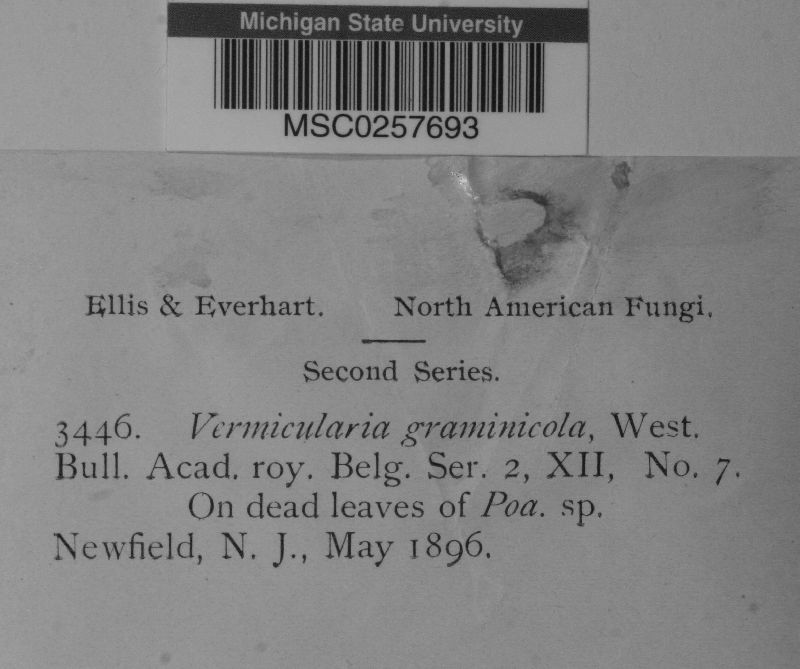 Michigan State University
MSC0257693
Ellis & Everhart. North American Fungi.
Second Series.
3446. Vermicularia graminicola, West.
Bull. Acad. roy. Belg. Ser. 2, XII, No. 7.
On dead leaves of Poa. sp.
Newfield, N. J., May 1896.